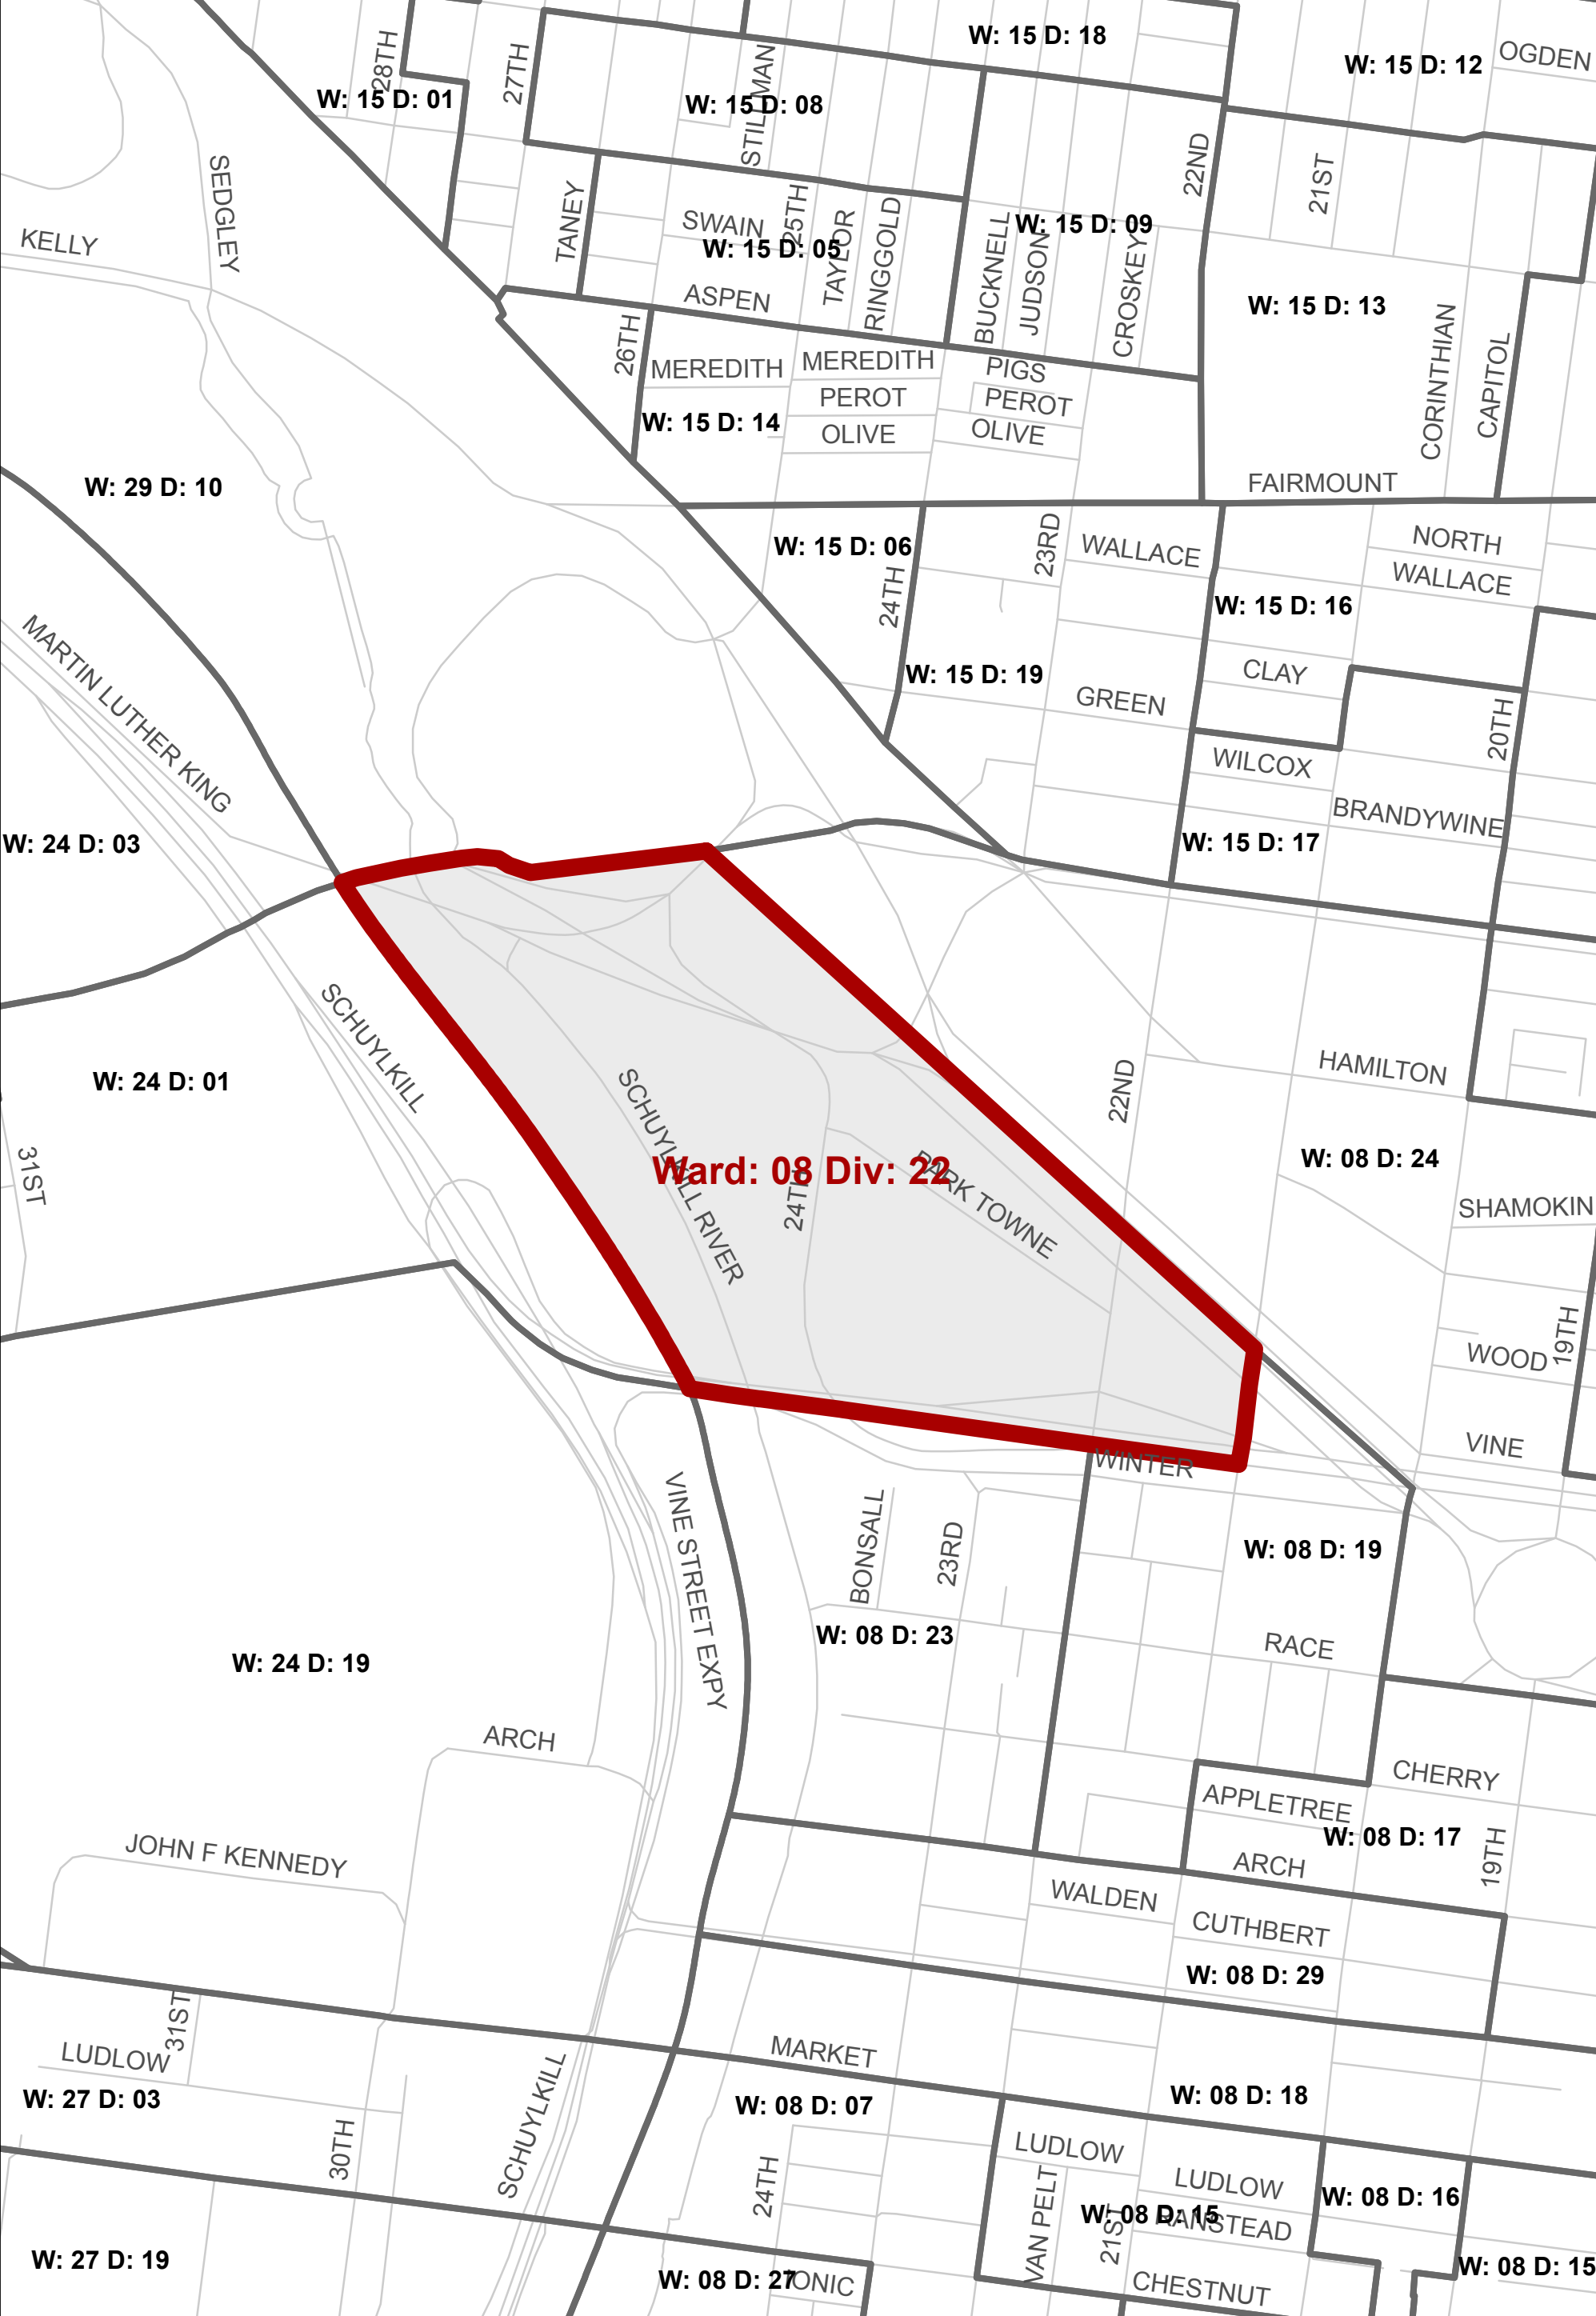 W: 15 D: 18
W: 15 D: 12
OGDEN
28TH
27TH
STILLMAN
W: 15 D: 01
W: 15 D: 08
22ND
21ST
SEDGLEY
TANEY
SWAIN
25TH
TAYLOR
RINGGOLD
W: 15 D: 09
KELLY
W: 15 D: 05
BUCKNELL
JUDSON
CROSKEY
ASPEN
W: 15 D: 13
CORINTHIAN
CAPITOL
26TH
MEREDITH
MEREDITH
PIGS
PEROT
PEROT
W: 15 D: 14
OLIVE
OLIVE
W: 29 D: 10
FAIRMOUNT
W: 15 D: 06
23RD
WALLACE
NORTH
WALLACE
24TH
W: 15 D: 16
MARTIN LUTHER KING
W: 15 D: 19
CLAY
GREEN
20TH
WILCOX
BRANDYWINE
W: 24 D: 03
W: 15 D: 17
SCHUYLKILL
W: 24 D: 01
22ND
HAMILTON
31ST
SCHUYLKILL RIVER
Ward: 08 Div: 22
24TH
PARK TOWNE
W: 08 D: 24
SHAMOKIN
19TH
WOOD
VINE
WINTER
VINE STREET EXPY
BONSALL
23RD
W: 08 D: 19
W: 08 D: 23
RACE
W: 24 D: 19
ARCH
CHERRY
APPLETREE
W: 08 D: 17
19TH
JOHN F KENNEDY
ARCH
WALDEN
CUTHBERT
W: 08 D: 29
31ST
LUDLOW
MARKET
W: 27 D: 03
SCHUYLKILL
W: 08 D: 07
W: 08 D: 18
30TH
24TH
LUDLOW
VAN PELT
LUDLOW
W: 08 D: 16
W: 08 D: 15
21ST
RANSTEAD
W: 27 D: 19
W: 08 D: 27
IONIC
CHESTNUT
W: 08 D: 15